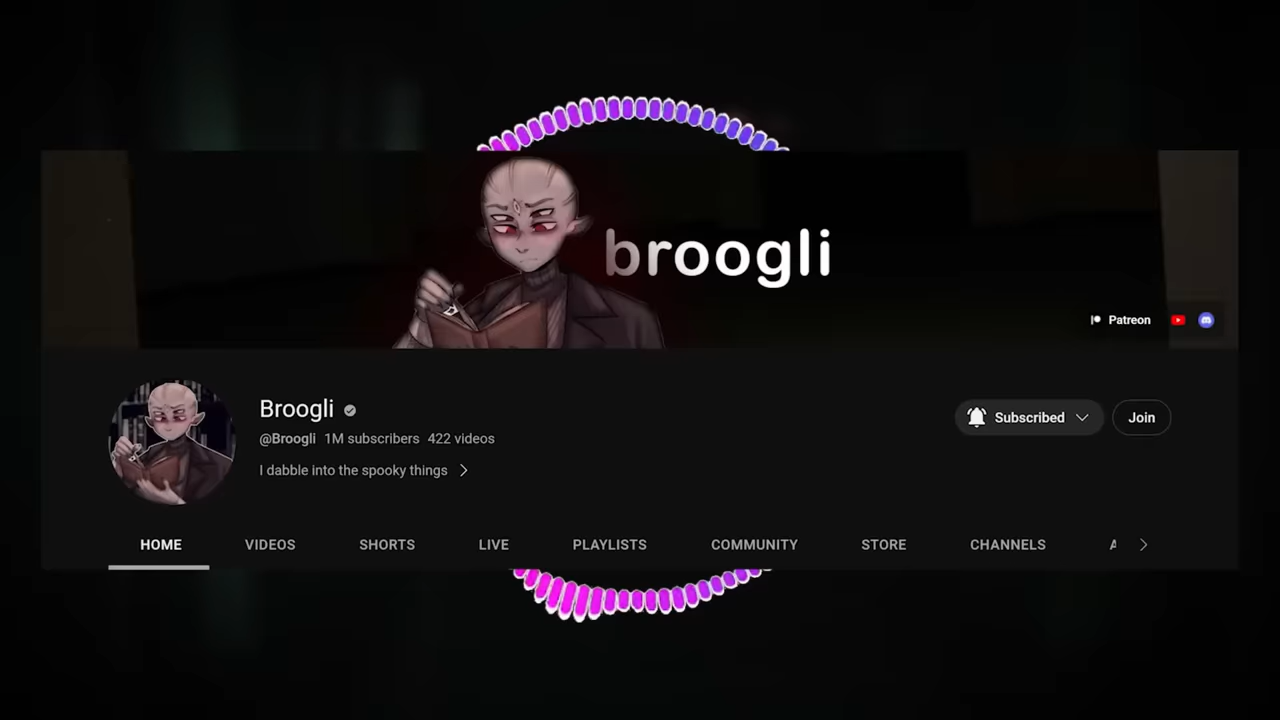 broogli
Patreon
Broogli
@Broogli 1M subscribers 422 videos
I dabble into the spooky things
Subscribed
Join
HOME VIDEOS SHORTS LIVE PLAYLISTS COMMUNITY STORE CHANNELS